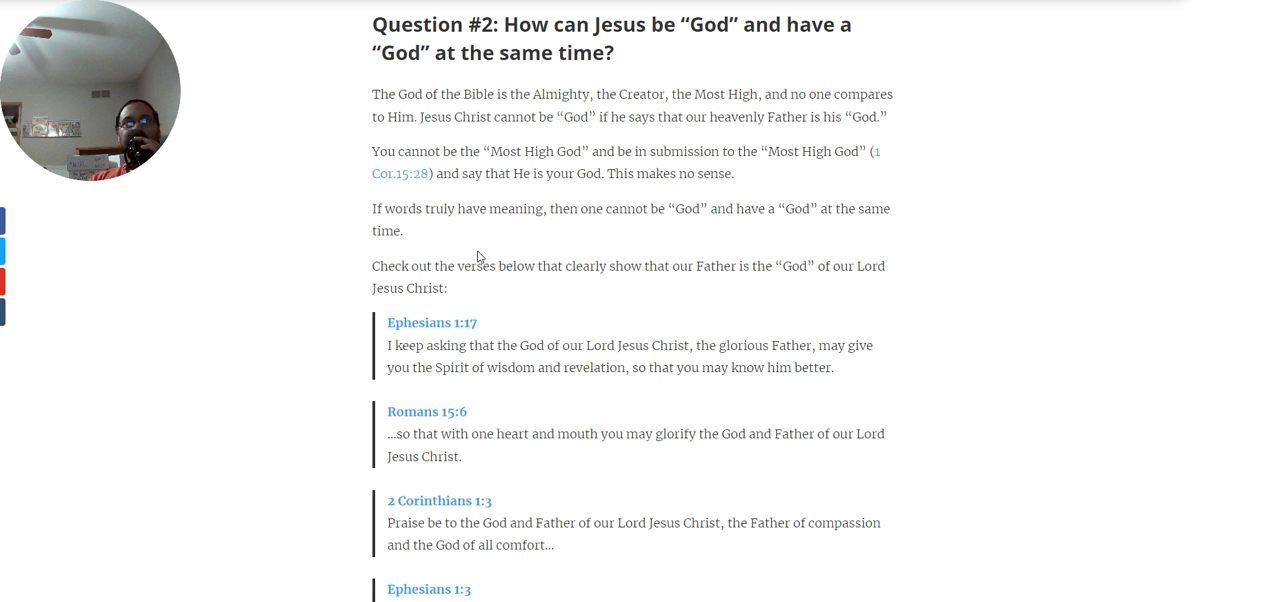 Question #2: How can Jesus be “God” and have a
“God” at the same time?
The God of the Bible is the Almighty, the Creator, the Most High, and no one compares
to Him. Jesus Christ cannot be “God” if he says that our heavenly Father is his “God.”
You cannot be the “Most High God” and be in submission to the “Most High God” (1
Cor.15:28) and say that He is your God. This makes no sense.
If words truly have meaning, then one cannot be “God” and have a “God” at the same
time.
Check out the verses below that clearly show that our Father is the “God” of our Lord
Jesus Christ:
Ephesians 1:17
I keep asking that the God of our Lord Jesus Christ, the glorious Father, may give
you the Spirit of wisdom and revelation, so that you may know him better.
Romans 15:6
…so that with one heart and mouth you may glorify the God and Father of our Lord
Jesus Christ.
2 Corinthians 1:3
Praise be to the God and Father of our Lord Jesus Christ, the Father of compassion
and the God of all comfort…
Ephesians 1:3